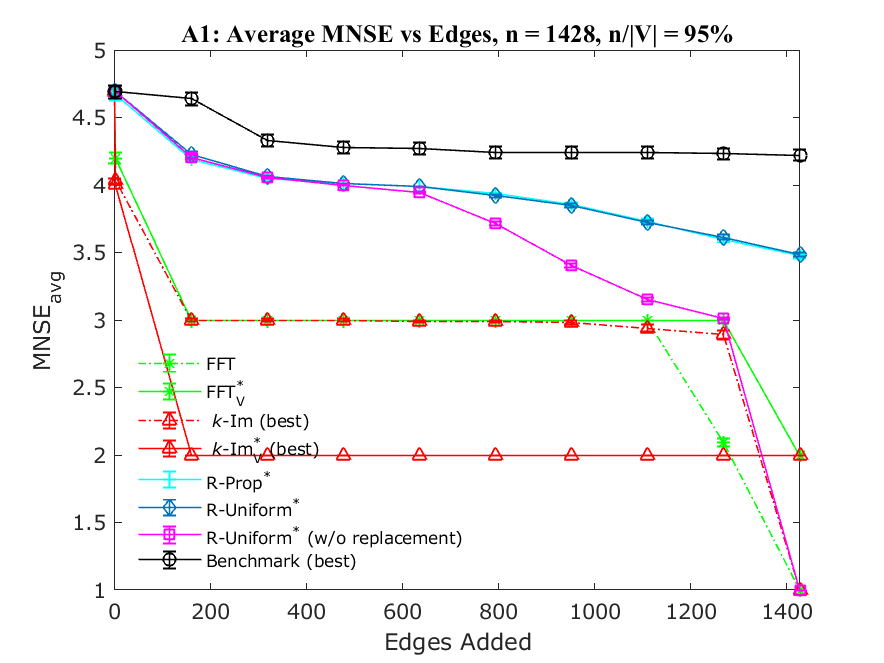 A1: Average MNSE vs Edges, n = 1428, n/|V| = 95%
5
4.5
4
3.5
3
2.5
2
1.5
1
MNSE_avg
FFT
FFT*_V
k-Im (best)
k-Im*_V (best)
R-Prop*
R-Uniform*
R-Uniform* (w/o replacement)
Benchmark (best)
0 200 400 600 800 1000 1200 1400
Edges Added